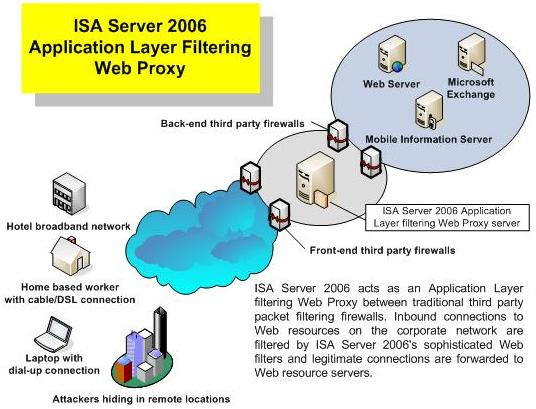 ISA Server 2006
Application Layer Filtering
Web Proxy
Web Server
Microsoft
Exchange
Mobile Information Server
Back-end third party firewalls
ISA Server 2006 Application
Layer filtering Web Proxy server
Front-end third party firewalls
Hotel broadband network
Home based worker
with cable/DSL connection
Laptop with
dial-up connection
Attackers hiding in remote locations
ISA Server 2006 acts as an Application Layer
filtering Web Proxy between traditional third party
packet filtering firewalls. Inbound connections to
Web resources on the corporate network are
filtered by ISA Server 2006's sophisticated Web
filters and legitimate connections are forwarded to
Web resource servers.